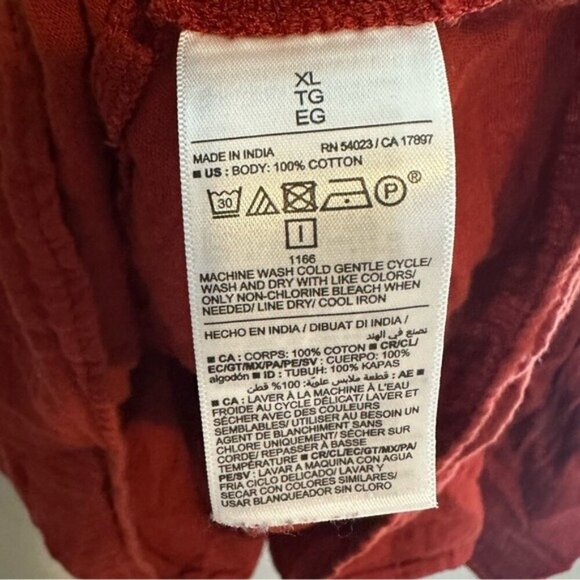 XL
TG
EG
MADE IN INDIA RN 54023 / CA 17897
■ US : BODY: 100% COTTON
30 P ®
1166
MACHINE WASH COLD GENTLE CYCLE/
WASH AND DRY WITH LIKE COLORS/
ONLY NON-CHLORINE BLEACH WHEN
NEEDED/ LINE DRY/ COOL IRON
HECHO EN INDIA / DIBUAT DI INDIA /
تصنع في الهند
■ CA : CORPS: 100% COTON ■ CR/CL/
EC/GT/MX/PA/PE/SV : CUERPO: 100%
algodón ■ ID : TUBUH: 100% KAPAS
■ AE : قطعة ملابس علوية: 100% قطن
■ CA : LAVER À LA MACHINE À L'EAU
FROIDE AU CYCLE DÉLICAT/ LAVER ET
SÉCHER AVEC DES COULEURS
SEMBLABLES/ UTILISER AU BESOIN UN
AGENT DE BLANCHIMENT SANS
CHLORE UNIQUEMENT/ SÉCHER SUR
CORDE/ REPASSER À BASSE
TEMPÉRATURE ■ CR/CL/EC/GT/MX/PA/
PE/SV : LAVAR A MAQUINA CON AGUA
FRIA CICLO DELICADO/ LAVAR Y
SECAR CON COLORES SIMILARES/
USAR BLANQUEADOR SIN CLORO